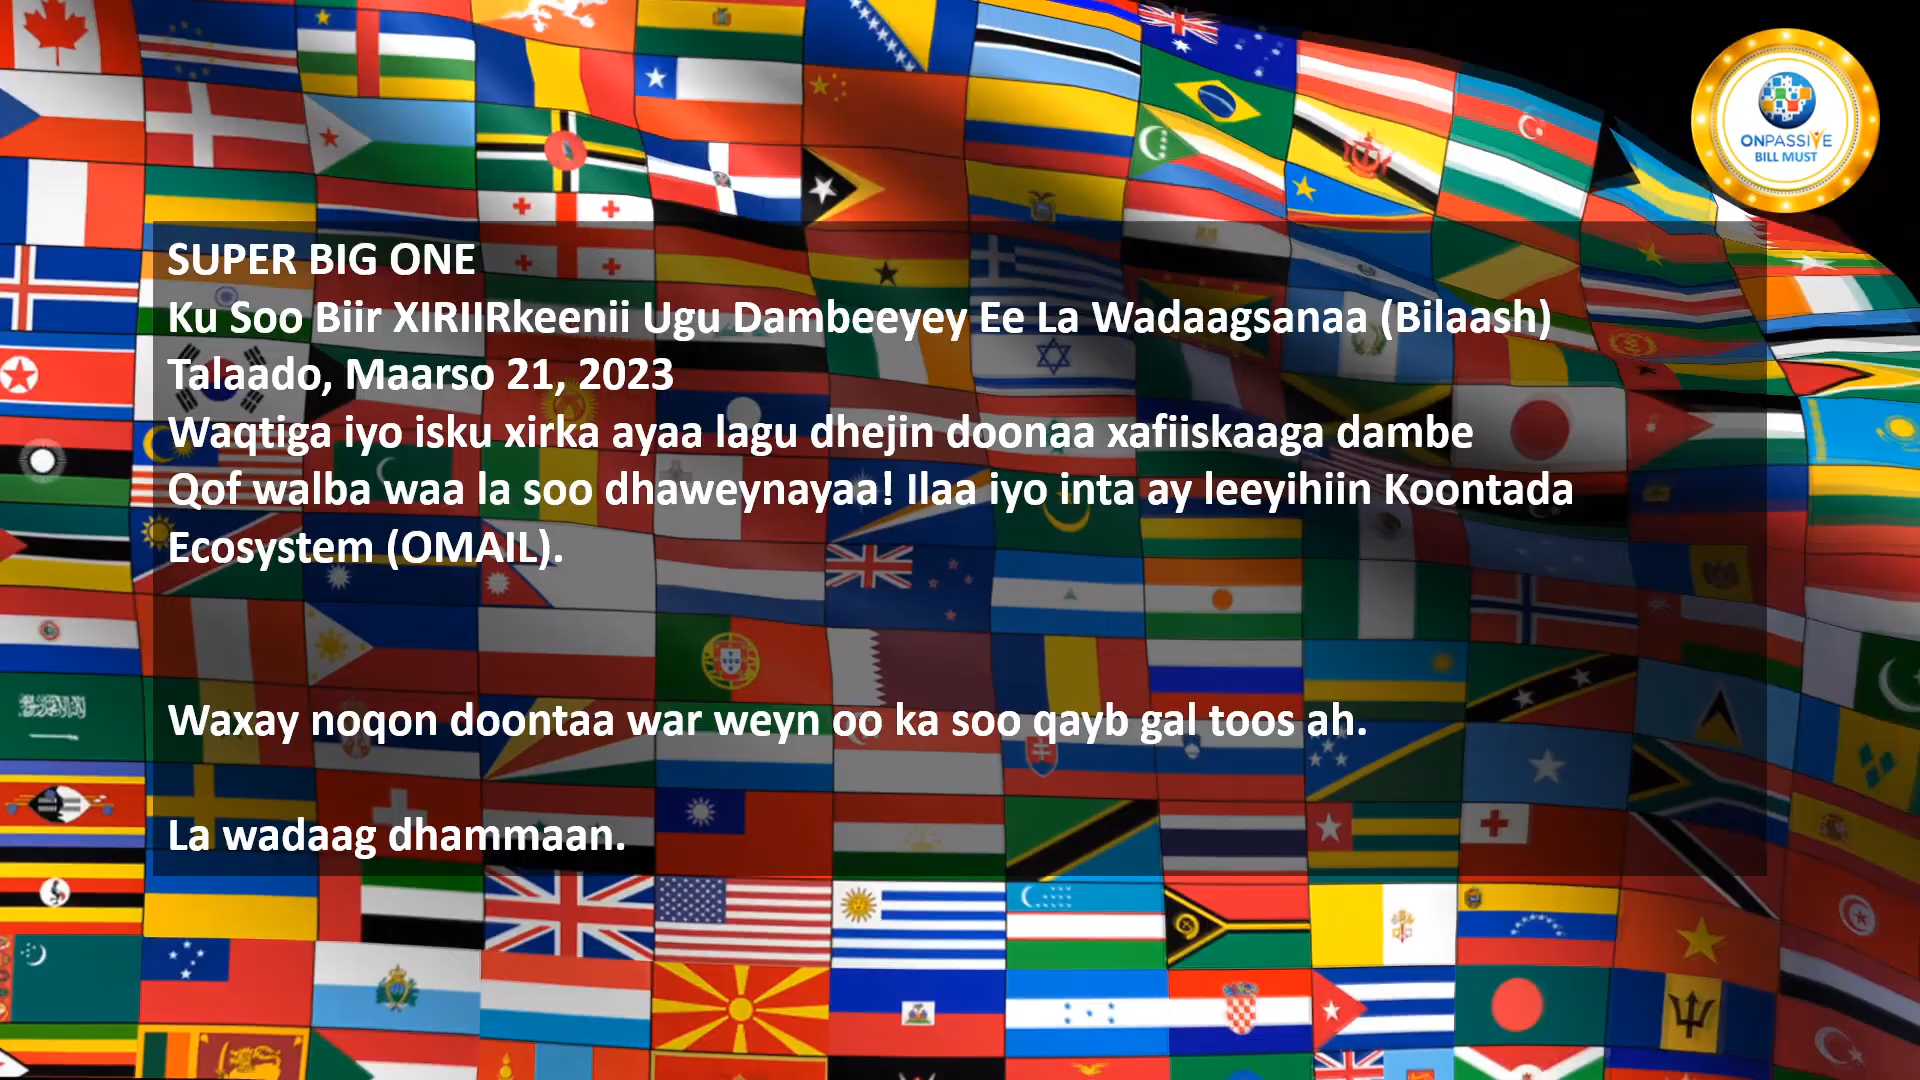 ONPASSIVE
BILL MUST
SUPER BIG ONE
Ku Soo Biir XIRIIRkeenii Ugu Dambeeyey Ee La Wadaagsanaa (Bilaash)
Talaado, Maarso 21, 2023
Waqtiga iyo isku xirka ayaa lagu dhejin doonaa xafiiskaaga dambe
Qof walba waa la soo dhaweynayaa! Ilaa iyo inta ay leeyihiin Koontada
Ecosystem (OMAIL).
Waxay noqon doontaa war weyn oo ka soo qayb gal toos ah.
La wadaag dhammaan.